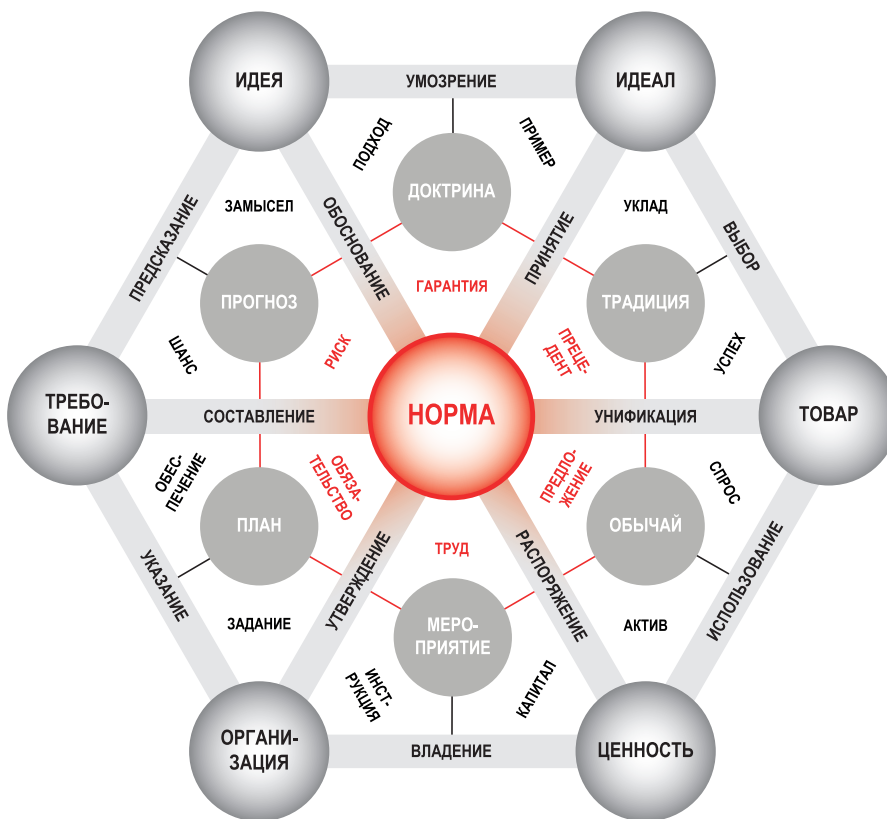 ИДЕЯ
УМОЗРЕНИЕ
ИДЕАЛ
ПОДХОД
ПРИМЕР
ДОКТРИНА
ЗАМЫСЕЛ
ОБОСНОВАНИЕ
ПРИНЯТИЕ
УКЛАД
ПРЕДСКАЗАНИЕ
ВЫБОР
ПРОГНОЗ
ГАРАНТИЯ
ТРАДИЦИЯ
ШАНС
РИСК
ПРЕЦЕ-
ДЕНТ
УСПЕХ
ТРЕБО-
ВАНИЕ
СОСТАВЛЕНИЕ
НОРМА
УНИФИКАЦИЯ
ТОВАР
ОБЕС-
ПЕЧЕНИЕ
ОБЯЗА-
ТЕЛЬСТВО
ПРЕДЛО-
ЖЕНИЕ
СПРОС
ПЛАН
ТРУД
ОБЫЧАЙ
УКАЗАНИЕ
УТВЕРЖДЕНИЕ
РАСПОРЯЖЕНИЕ
ИСПОЛЬЗОВАНИЕ
ЗАДАНИЕ
МЕРО-
ПРИЯТИЕ
АКТИВ
ИНСТ-
РУКЦИЯ
КАПИТАЛ
ОРГАНИ-
ЗАЦИЯ
ВЛАДЕНИЕ
ЦЕННОСТЬ